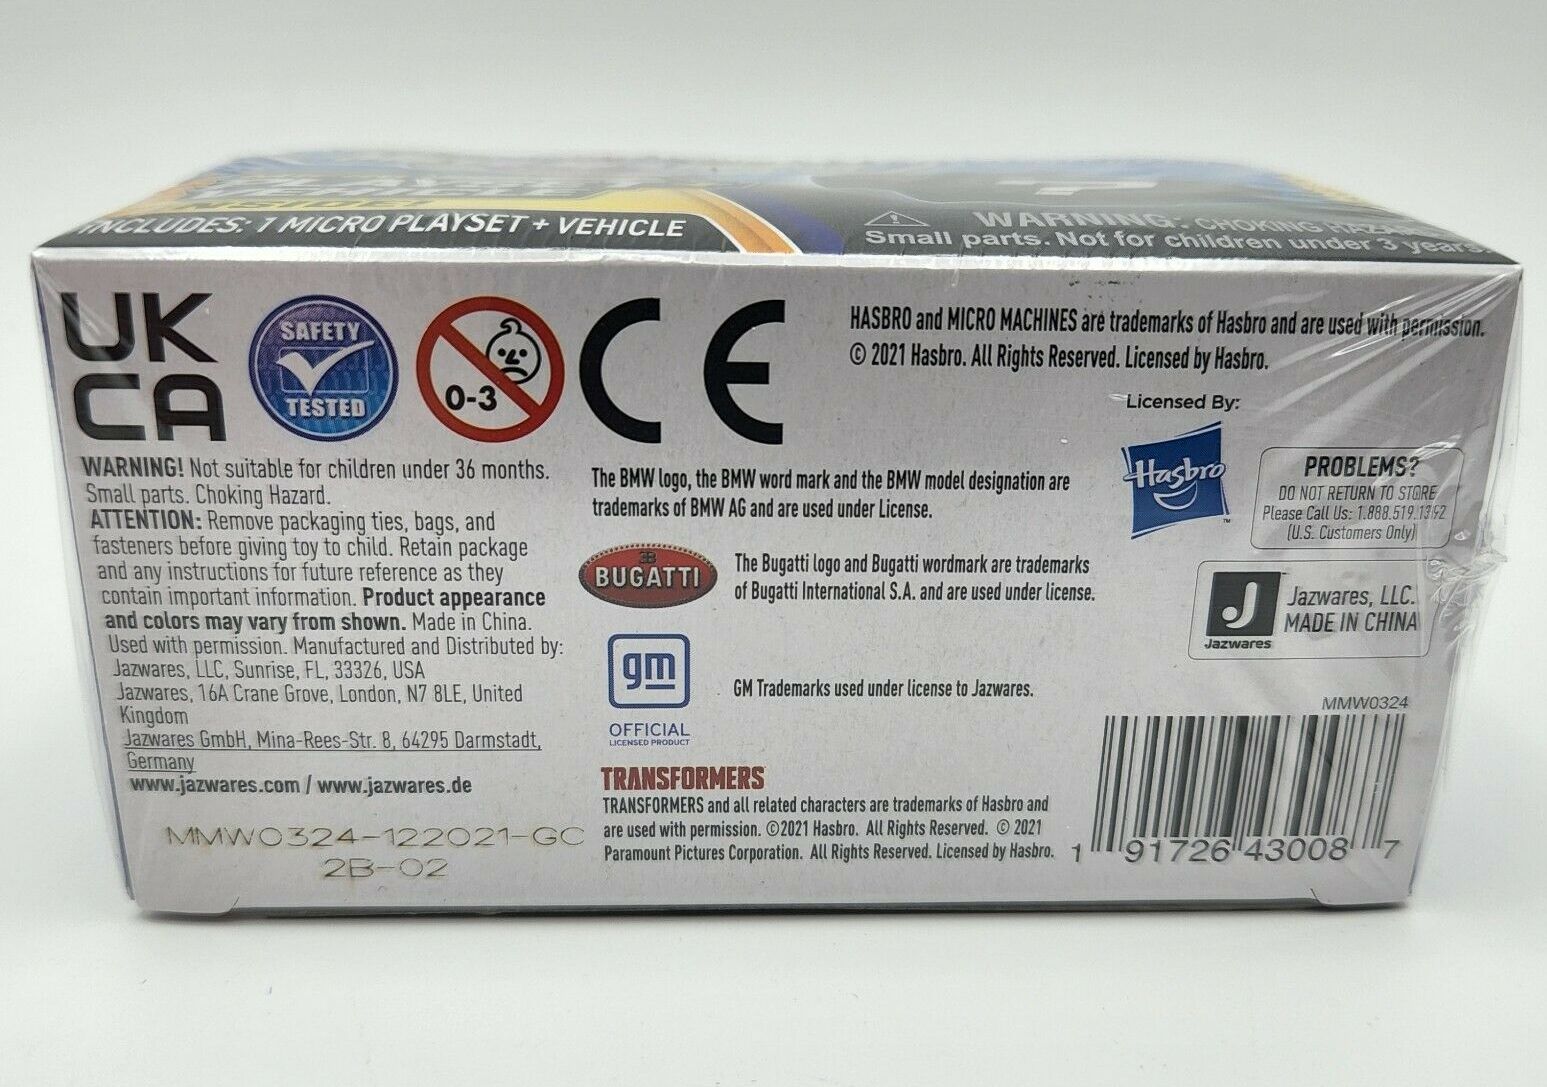 INCLUDES: 1 MICRO PLAYSET + VEHICLE
WARNING: CHOKING HAZARD
Small parts. Not for children under 3 years.
UK
CA
SAFETY
TESTED
0-3
CE
HASBRO and MICRO MACHINES are trademarks of Hasbro and are used with permission.
© 2021 Hasbro. All Rights Reserved. Licensed by Hasbro.
Licensed By:
Hasbro
™
PROBLEMS?
DO NOT RETURN TO STORE
Please Call Us:
(U.S. Customers Only)
J
Jazwares
Jazwares, LLC.
MADE IN CHINA
WARNING! Not suitable for children under 36 months.
Small parts. Choking Hazard.
ATTENTION: Remove packaging ties, bags, and
fasteners before giving toy to child. Retain package
and any instructions for future reference as they
contain important information. Product appearance
and colors may vary from shown. Made in China.
Used with permission. Manufactured and Distributed by:
Jazwares, LLC, Sunrise, FL, 33326, USA
Jazwares, 16A Crane Grove, London, N7 8LE, United
Kingdom
Jazwares GmbH, Mina-Rees-Str. 8, 64295 Darmstadt,
Germany
www.jazwares.com / www.jazwares.de
MMW0324-122021-GC
2B-02
The BMW logo, the BMW word mark and the BMW model designation are
trademarks of BMW AG and are used under License.
EB
BUGATTI
The Bugatti logo and Bugatti wordmark are trademarks
of Bugatti International S.A. and are used under license.
gm
OFFICIAL
LICENSED PRODUCT
GM Trademarks used under license to Jazwares.
TRANSFORMERS
TRANSFORMERS and all related characters are trademarks of Hasbro and
are used with permission. ©2021 Hasbro. All Rights Reserved. © 2021
Paramount Pictures Corporation. All Rights Reserved. Licensed by Hasbro.
MMW0324
1 91726 43008 7